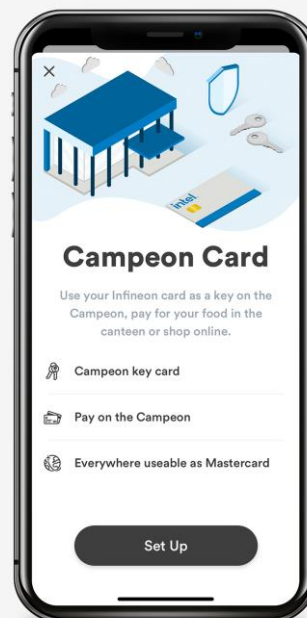 intel
Campeon Card
Use your Infineon card as a key on the
Campeon, pay for your food in the
canteen or shop online.
Campeon key card
Pay on the Campeon
Everywhere useable as Mastercard
Set Up